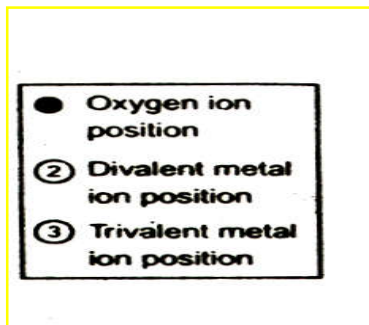 Oxygen ion
position
2 Divalent metal
ion position
3 Trivalent metal
ion position